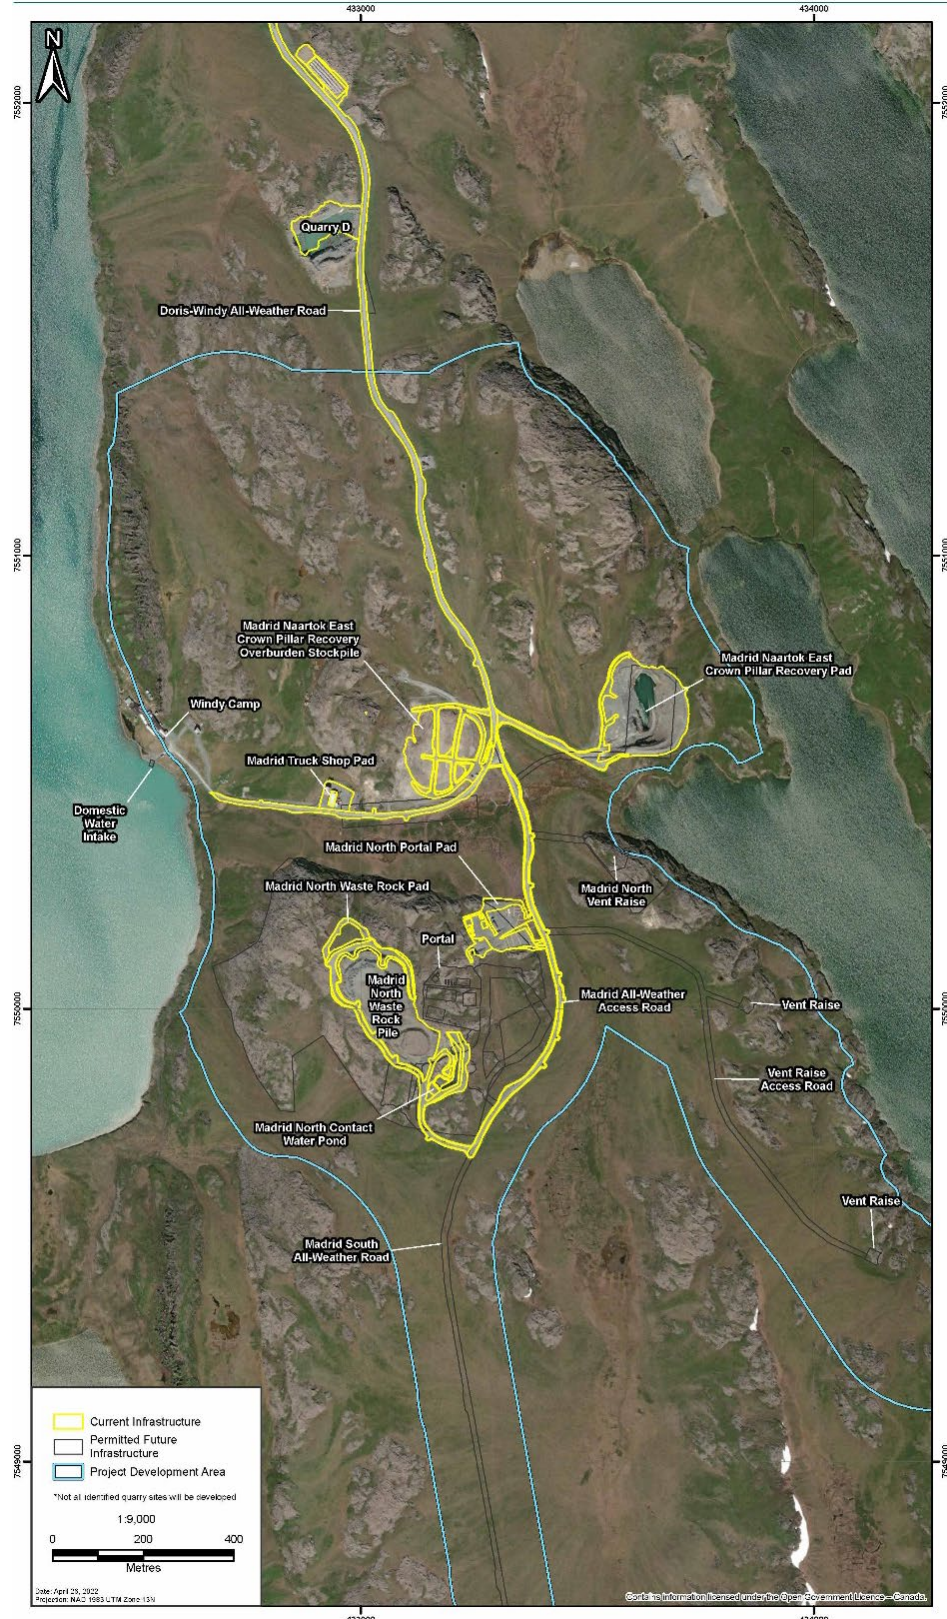 433000
434000
N
7552000
7552000
Quarry D
Doris-Windy All-Weather Road
7551000
7551000
Madrid Naartok East
Crown Pillar Recovery
Overburden Stockpile
Madrid Naartok East
Crown Pillar Recovery Pad
Windy Camp
Madrid Truck Shop Pad
Domestic
Water
Intake
Madrid North Portal Pad
Madrid North Waste Rock Pad
Madrid North
Vent Raise
Portal
Madrid
North
Waste
Rock
Pile
Madrid All-Weather
Access Road
Vent Raise
7550000
7550000
Vent Raise
Access Road
Madrid North Contact
Water Pond
Vent Raise
Madrid South
All-Weather Road
Current Infrastructure
Permitted Future
Infrastructure
Project Development Area
*Not all identified quarry sites will be developed
1:9,000
0 200 400
Metres
7549000
7549000
Date: April 23, 2022
Projection: NAD 1983 UTM Zone 13N
Contains information licensed under the Open Government Licence – Canada.
433000
434000